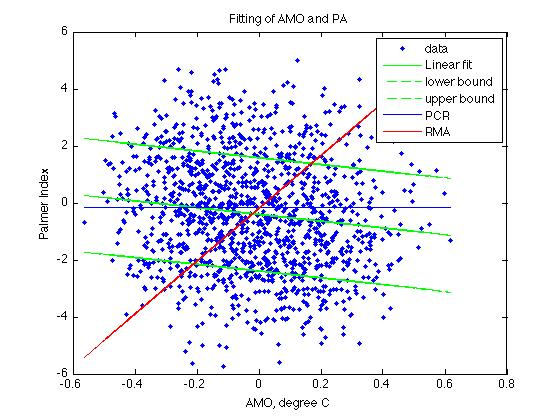 Fitting of AMO and PA
data
Linear fit
lower bound
upper bound
PCR
RMA
Palmer Index
6
4
2
0
-2
-4
-6
-0.6
-0.4
-0.2
0
0.2
0.4
0.6
0.8
AMO, degree C